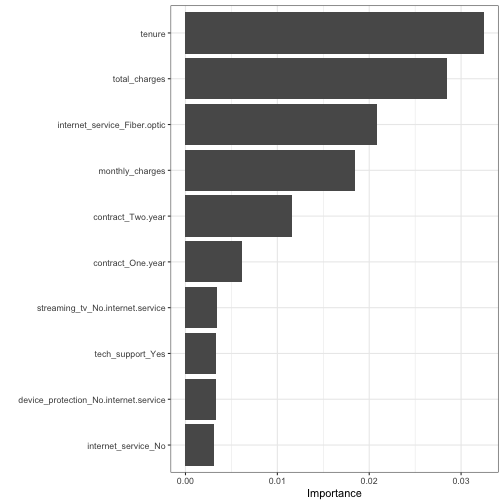 tenure
total_charges
internet_service_Fiber.optic
monthly_charges
contract_Two.year
contract_One.year
streaming_tv_No.internet.service
tech_support_Yes
device_protection_No.internet.service
internet_service_No
0.00 0.01 0.02 0.03
Importance